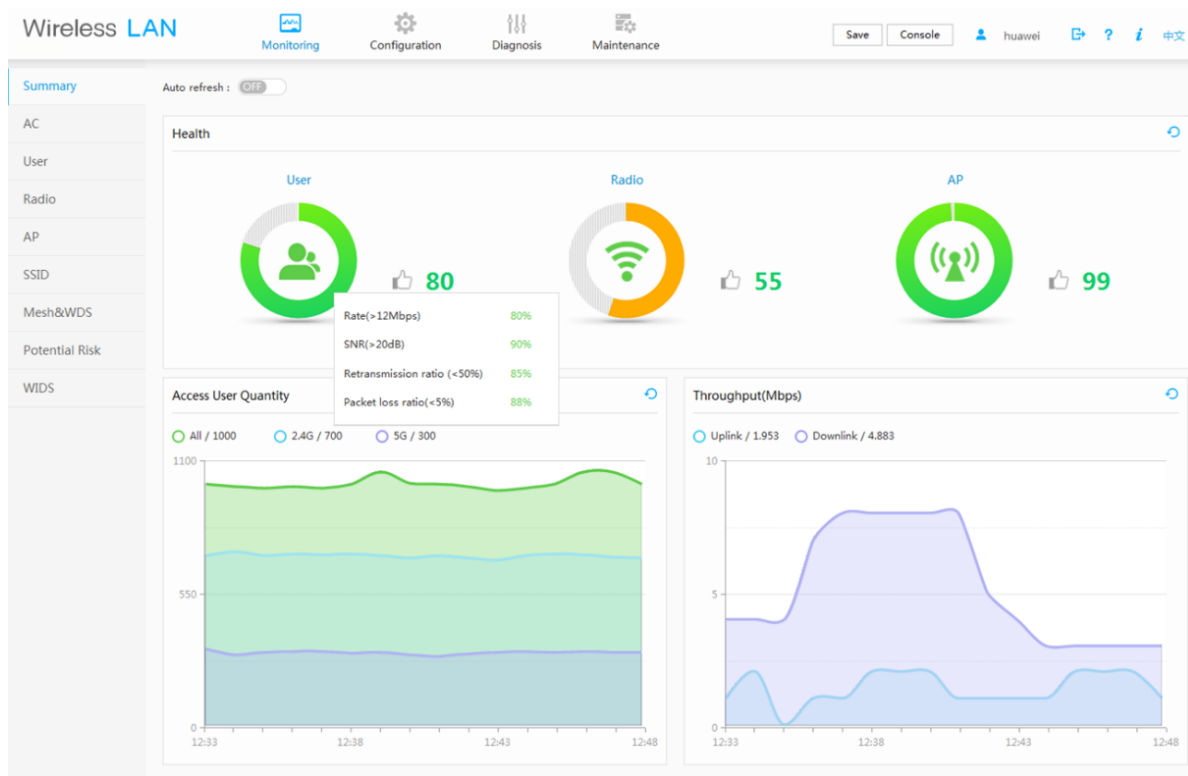 Wireless LAN
Monitoring
Configuration
Diagnosis
Maintenance
Save
Console
huawei
?
i
中文
Summary
AC
User
Radio
AP
SSID
Mesh&WDS
Potential Risk
WIDS
Auto refresh : OFF
Health
User
Radio
AP
80
55
99
Rate(>12Mbps) 80%
SNR(>20dB) 90%
Retransmission ratio (<50%) 85%
Packet loss ratio(<5%) 88%
Access User Quantity
All / 1000 2.4G / 700 5G / 300
1100
550
0
12:33 12:38 12:43 12:48
Throughput(Mbps)
Uplink / 1.953 Downlink / 4.883
10
5
0
12:33 12:38 12:43 12:48